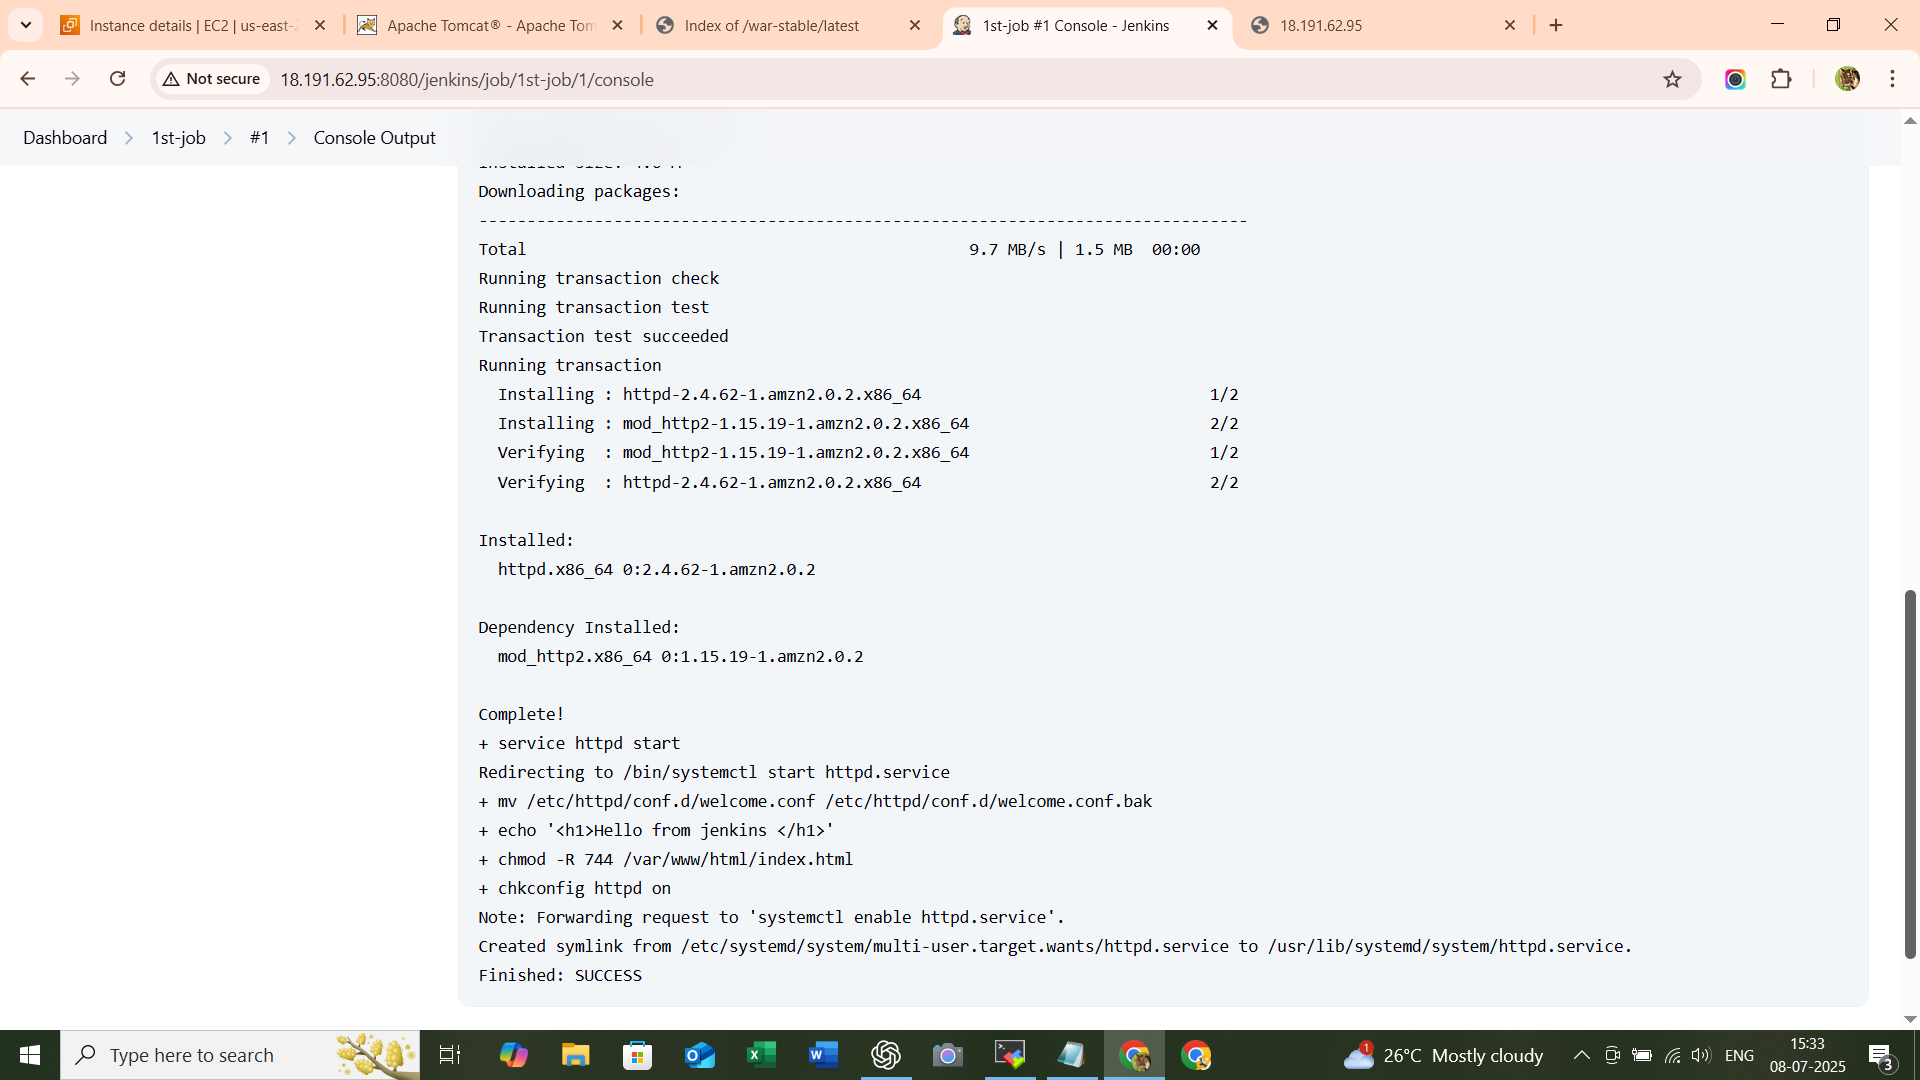 Instance details | EC2 | us-east-2
Apache Tomcat® - Apache Tom
Index of /war-stable/latest
1st-job #1 Console - Jenkins
18.191.62.95
Not secure
18.191.62.95:8080/jenkins/job/1st-job/1/console
Dashboard
1st-job
#1
Console Output
Downloading packages:
--------------------------------------------------------------------------------
Total 9.7 MB/s | 1.5 MB 00:00
Running transaction check
Running transaction test
Transaction test succeeded
Running transaction
Installing : httpd-2.4.62-1.amzn2.0.2.x86_64 1/2
Installing : mod_http2-1.15.19-1.amzn2.0.2.x86_64 2/2
Verifying : mod_http2-1.15.19-1.amzn2.0.2.x86_64 1/2
Verifying : httpd-2.4.62-1.amzn2.0.2.x86_64 2/2
Installed:
httpd.x86_64 0:2.4.62-1.amzn2.0.2
Dependency Installed:
mod_http2.x86_64 0:1.15.19-1.amzn2.0.2
Complete!
+ service httpd start
Redirecting to /bin/systemctl start httpd.service
+ mv /etc/httpd/conf.d/welcome.conf /etc/httpd/conf.d/welcome.conf.bak
+ echo '<h1>Hello from jenkins </h1>'
+ chmod -R 744 /var/www/html/index.html
+ chkconfig httpd on
Note: Forwarding request to 'systemctl enable httpd.service'.
Created symlink from /etc/systemd/system/multi-user.target.wants/httpd.service to /usr/lib/systemd/system/httpd.service.
Finished: SUCCESS
Type here to search
1
26°C Mostly cloudy
ENG
15:33
08-07-2025
3